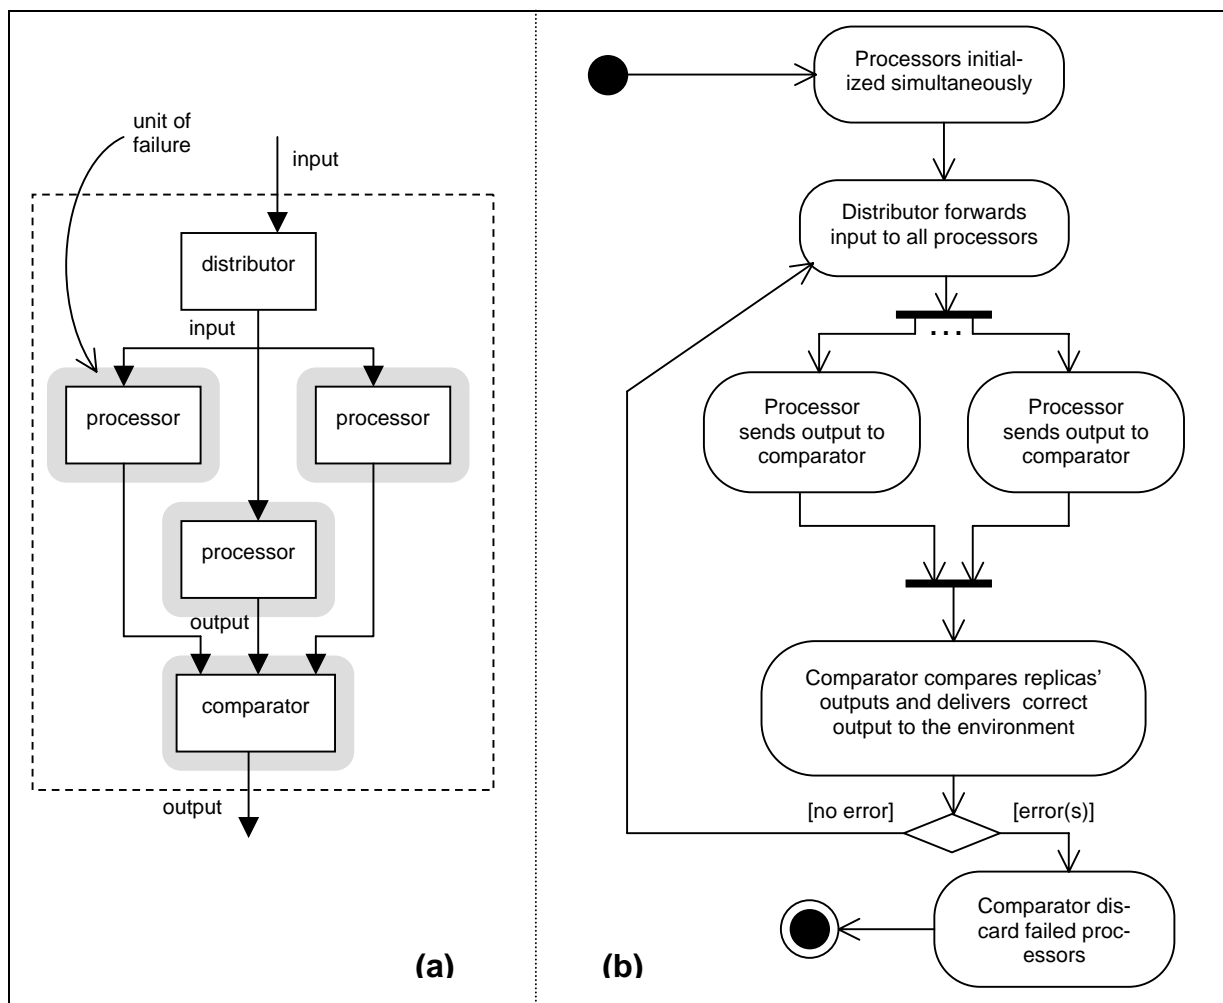 unit of
failure
input
distributor
input
processor
processor
processor
output
comparator
output
(a)
Processors initial-
ized simultaneously
Distributor forwards
input to all processors
...
Processor
sends output to
comparator
Processor
sends output to
comparator
Comparator compares replicas'
outputs and delivers correct
output to the environment
[no error]
[error(s)]
Comparator dis-
card failed proc-
essors
(b)